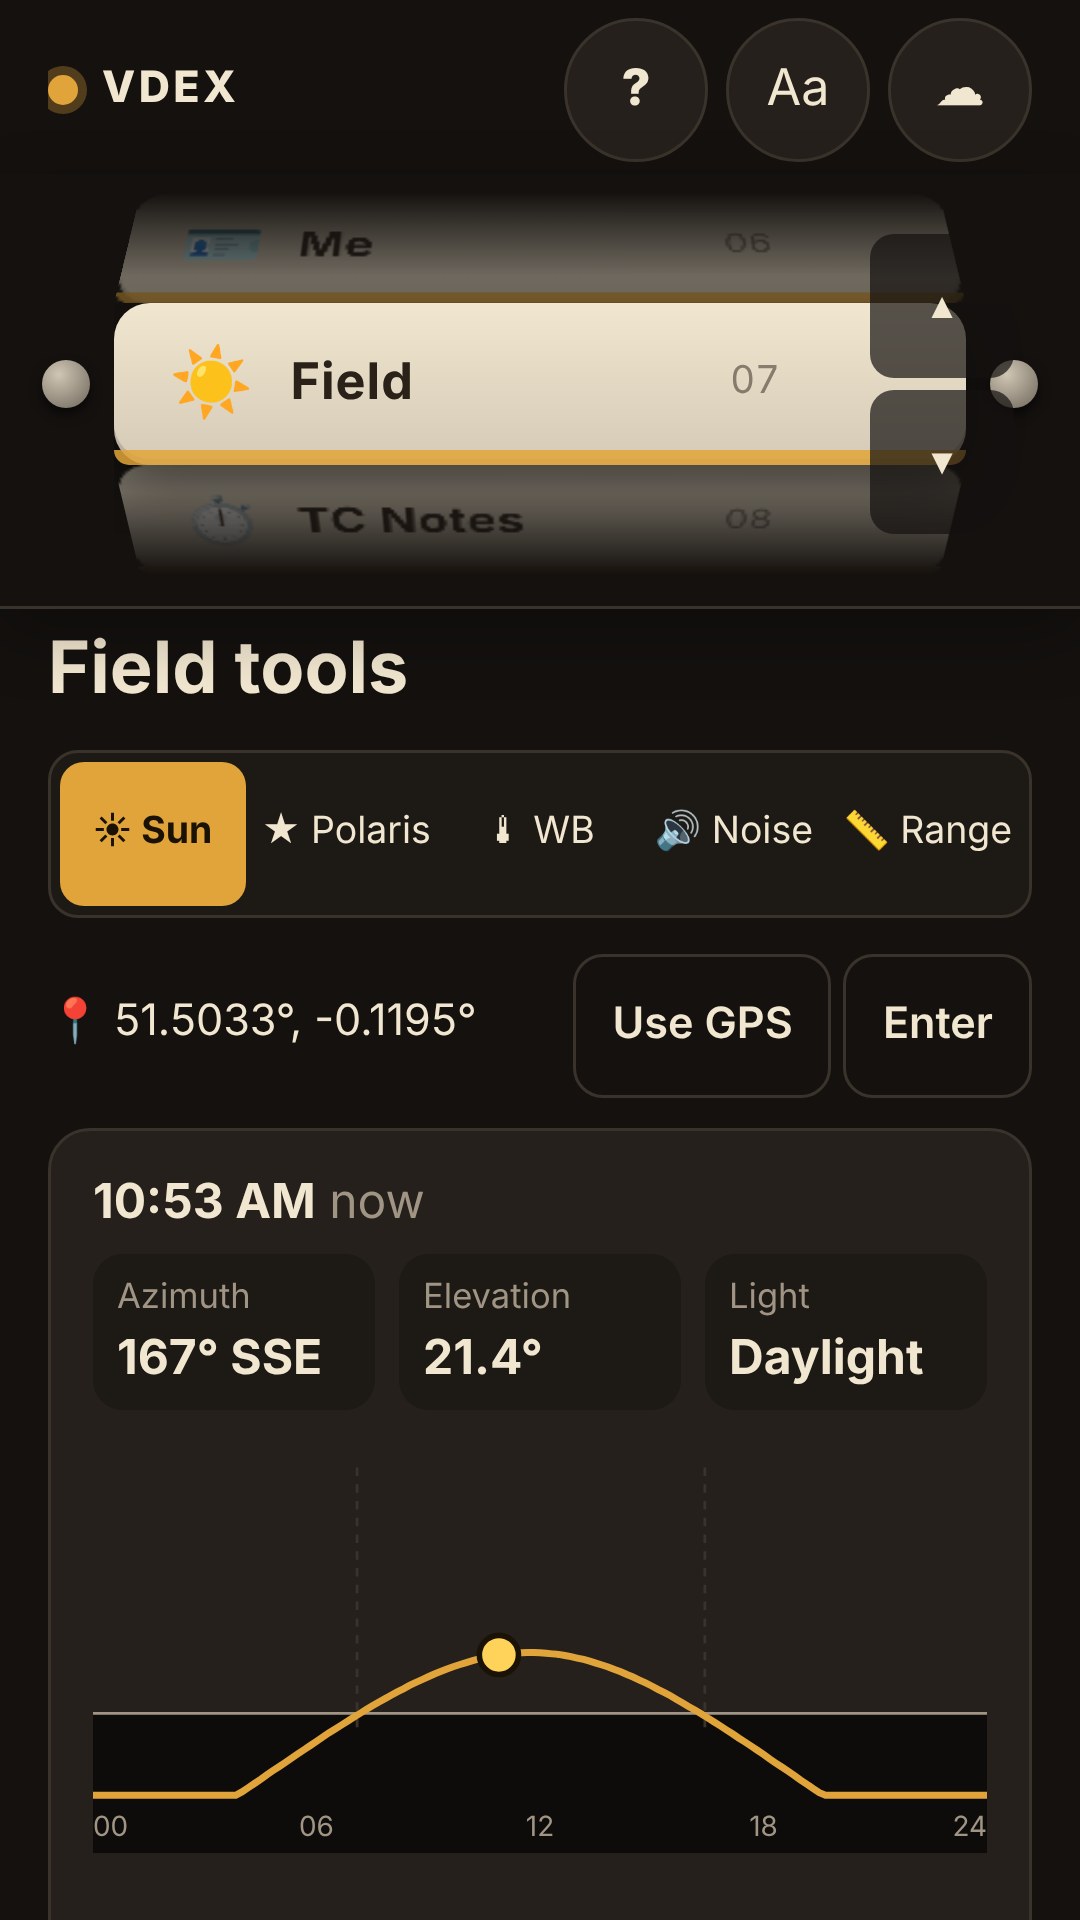 VDEX
?
Aa
Me
06
Field
07
TC Notes
08
Field tools
Sun
Polaris
WB
Noise
Range
51.5033°, -0.1195°
Use GPS
Enter
10:53 AM now
Azimuth
167° SSE
Elevation
21.4°
Light
Daylight
00 06 12 18 24